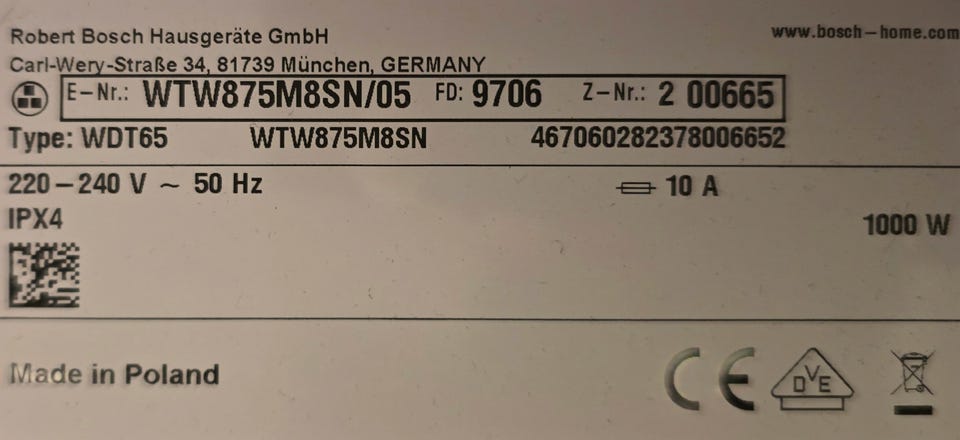 Robert Bosch Hausgeräte GmbH
www.bosch-home.com
Carl-Wery-Straße 34, 81739 München, GERMANY
E-Nr.: WTW875M8SN/05 FD: 9706 Z-Nr.: 2 00665
Type: WDT65 WTW875M8SN 467060282378006652
220-240 V ~ 50 Hz 10 A
IPX4
1000 W
Made in Poland
CE
DVE